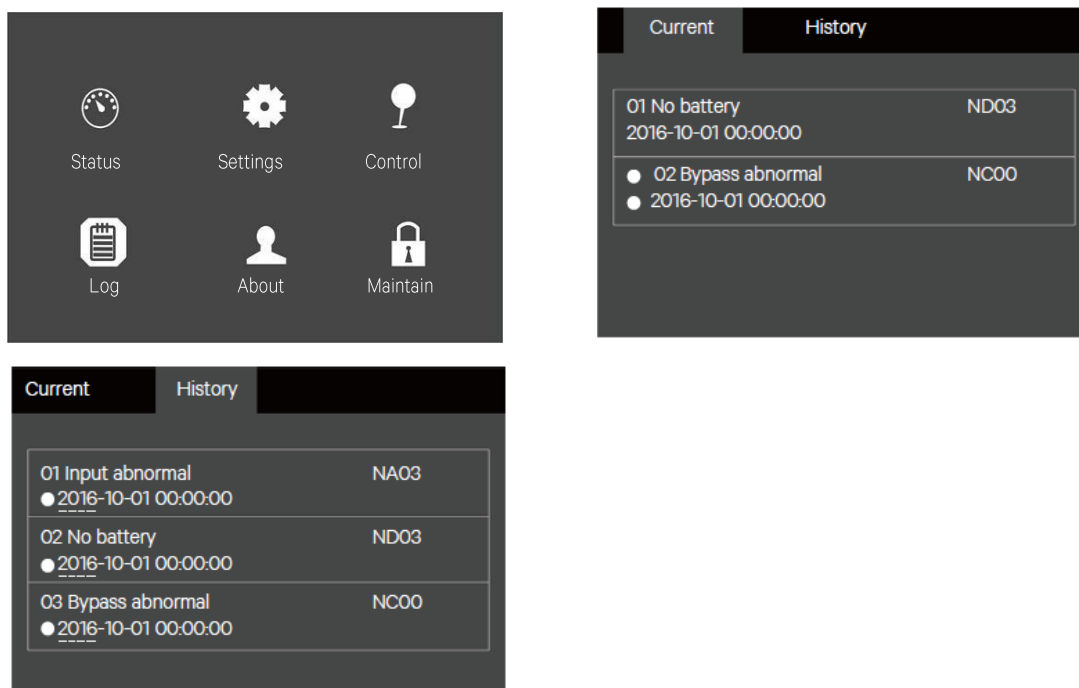 Status Settings Control
Log About Maintain
Current History
01 No battery ND03
2016-10-01 00:00:00
02 Bypass abnormal NC00
2016-10-01 00:00:00
Current History
01 Input abnormal NA03
2016-10-01 00:00:00
02 No battery ND03
2016-10-01 00:00:00
03 Bypass abnormal NC00
2016-10-01 00:00:00